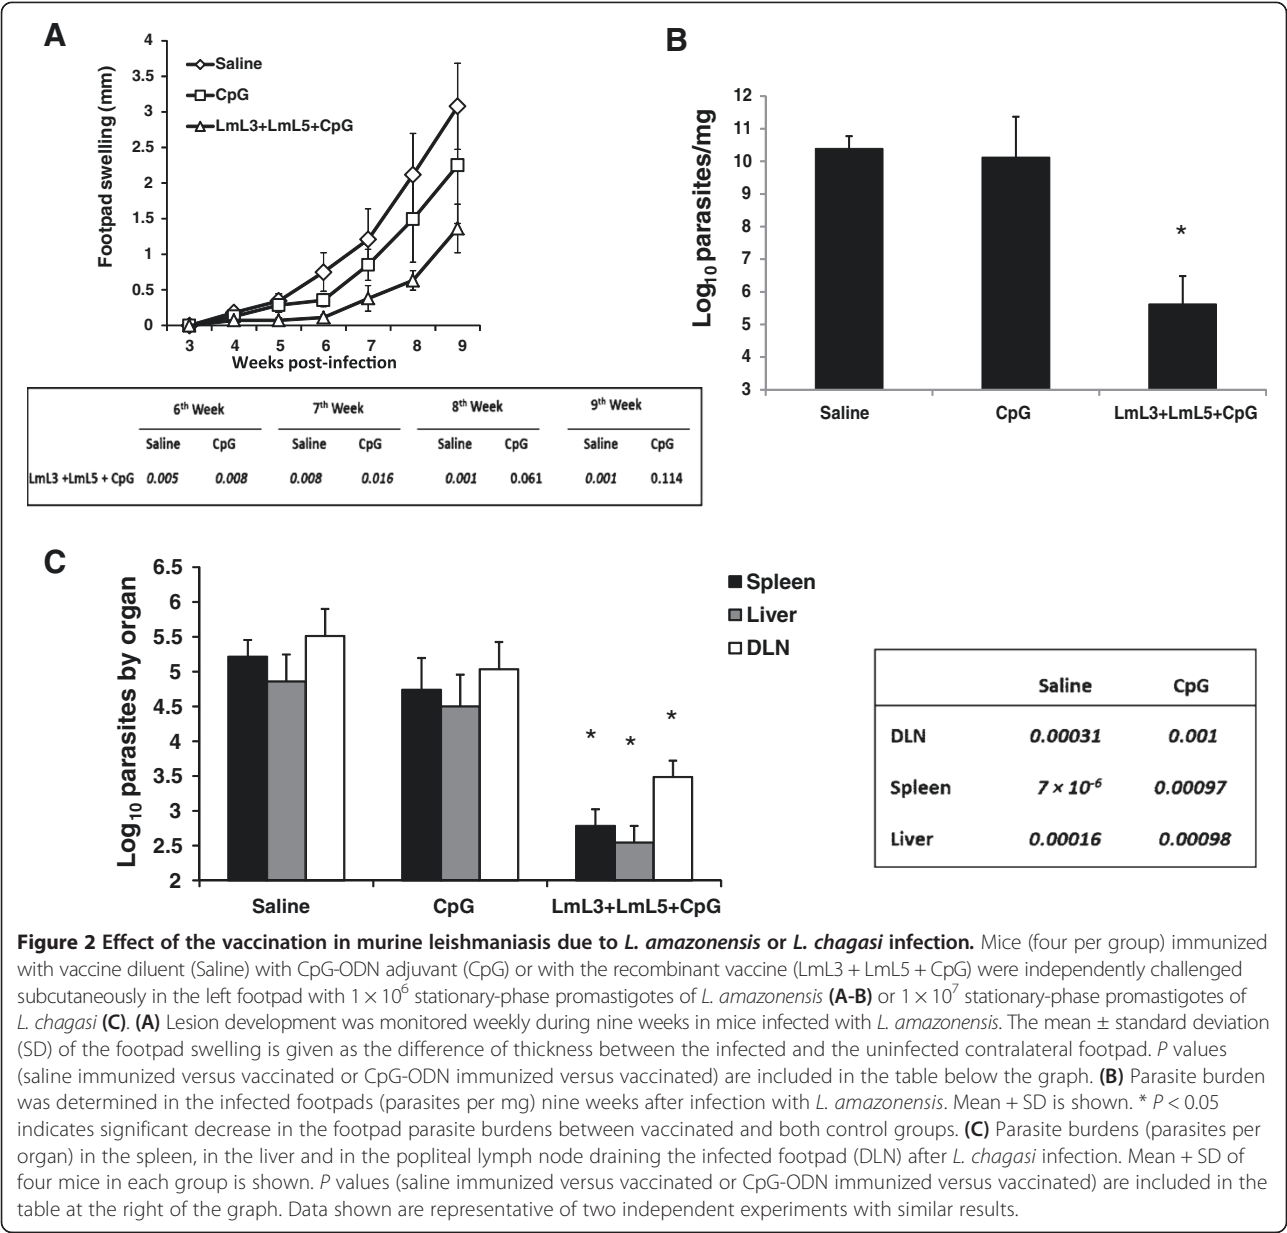 A
4
3.5
3
2.5
2
1.5
1
0.5
0
Footpad swelling (mm)
Saline
CpG
LmL3+LmL5+CpG
3 4 5 6 7 8 9
Weeks post-infection
6th Week 7th Week 8th Week 9th Week
Saline CpG Saline CpG Saline CpG Saline CpG
LmL3 +LmL5 + CpG 0.005 0.008 0.008 0.016 0.001 0.061 0.001 0.114
B
12
11
10
9
8
7
6
5
4
3
Log10 parasites/mg
*
Saline CpG LmL3+LmL5+CpG
C
6.5
6
5.5
5
4.5
4
3.5
3
2.5
2
Log10 parasites by organ
Spleen
Liver
DLN
* * *
Saline CpG LmL3+LmL5+CpG
Saline CpG
DLN 0.00031 0.001
Spleen 7 × 10-6 0.00097
Liver 0.00016 0.00098
Figure 2 Effect of the vaccination in murine leishmaniasis due to L. amazonensis or L. chagasi infection. Mice (four per group) immunized
with vaccine diluent (Saline) with CpG-ODN adjuvant (CpG) or with the recombinant vaccine (LmL3 + LmL5 + CpG) were independently challenged
subcutaneously in the left footpad with 1 × 10⁶ stationary-phase promastigotes of L. amazonensis (A-B) or 1 × 10⁷ stationary-phase promastigotes of
L. chagasi (C). (A) Lesion development was monitored weekly during nine weeks in mice infected with L. amazonensis. The mean ± standard deviation
(SD) of the footpad swelling is given as the difference of thickness between the infected and the uninfected contralateral footpad. P values
(saline immunized versus vaccinated or CpG-ODN immunized versus vaccinated) are included in the table below the graph. (B) Parasite burden
was determined in the infected footpads (parasites per mg) nine weeks after infection with L. amazonensis. Mean + SD is shown. * P < 0.05
indicates significant decrease in the footpad parasite burdens between vaccinated and both control groups. (C) Parasite burdens (parasites per
organ) in the spleen, in the liver and in the popliteal lymph node draining the infected footpad (DLN) after L. chagasi infection. Mean + SD of
four mice in each group is shown. P values (saline immunized versus vaccinated or CpG-ODN immunized versus vaccinated) are included in the
table at the right of the graph. Data shown are representative of two independent experiments with similar results.